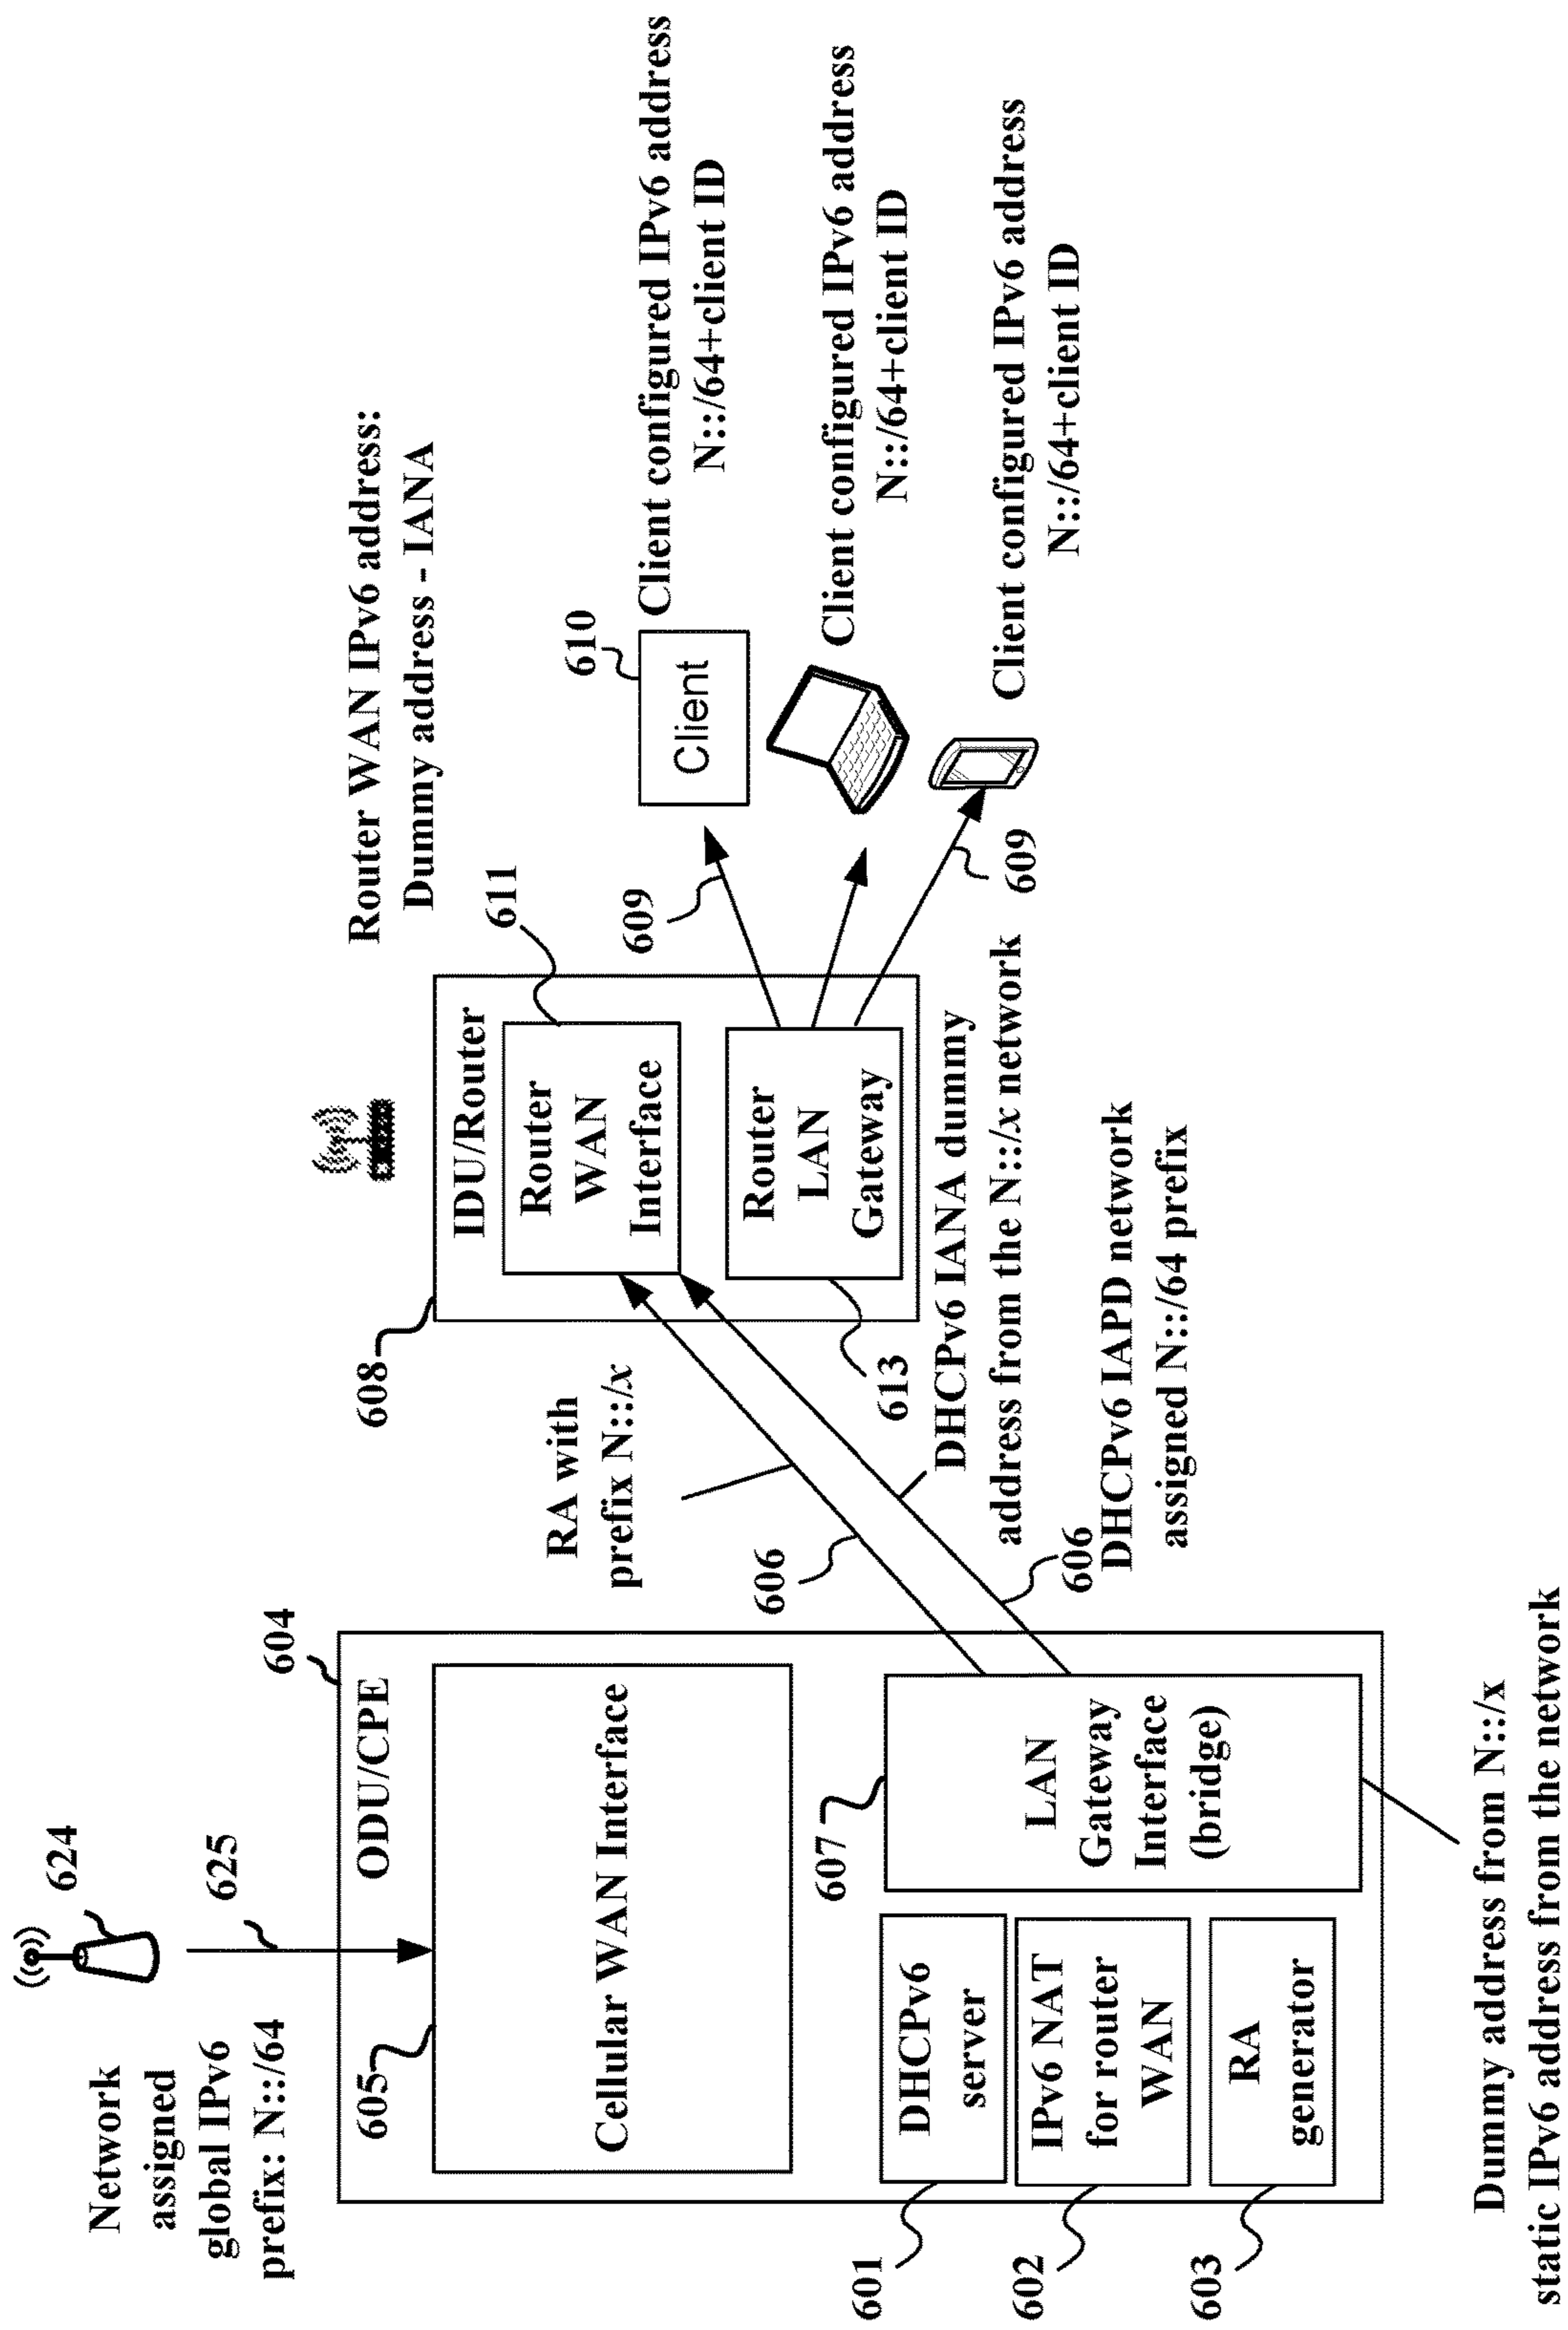 Network
assigned
global IPv6
prefix: N::/64
624
625
604
ODU/CPE
605
Cellular WAN Interface
607
LAN
Gateway
Interface
(bridge)
601
DHCPv6
server
602
IPv6 NAT
for router
WAN
603
RA
generator
Dummy address from N::/x
static IPv6 address from the network
RA with
prefix N::/x
606
606
DHCPv6 IANA dummy
address from the N::/x network
DHCPv6 IAPD network
assigned N::/64 prefix
608
IDU/Router
Router
WAN
Interface
611
Router
LAN
Gateway
613
Router WAN IPv6 address:
Dummy address - IANA
609
609
610
Client
Client configured IPv6 address
N::/64+client ID
Client configured IPv6 address
N::/64+client ID
Client configured IPv6 address
N::/64+client ID